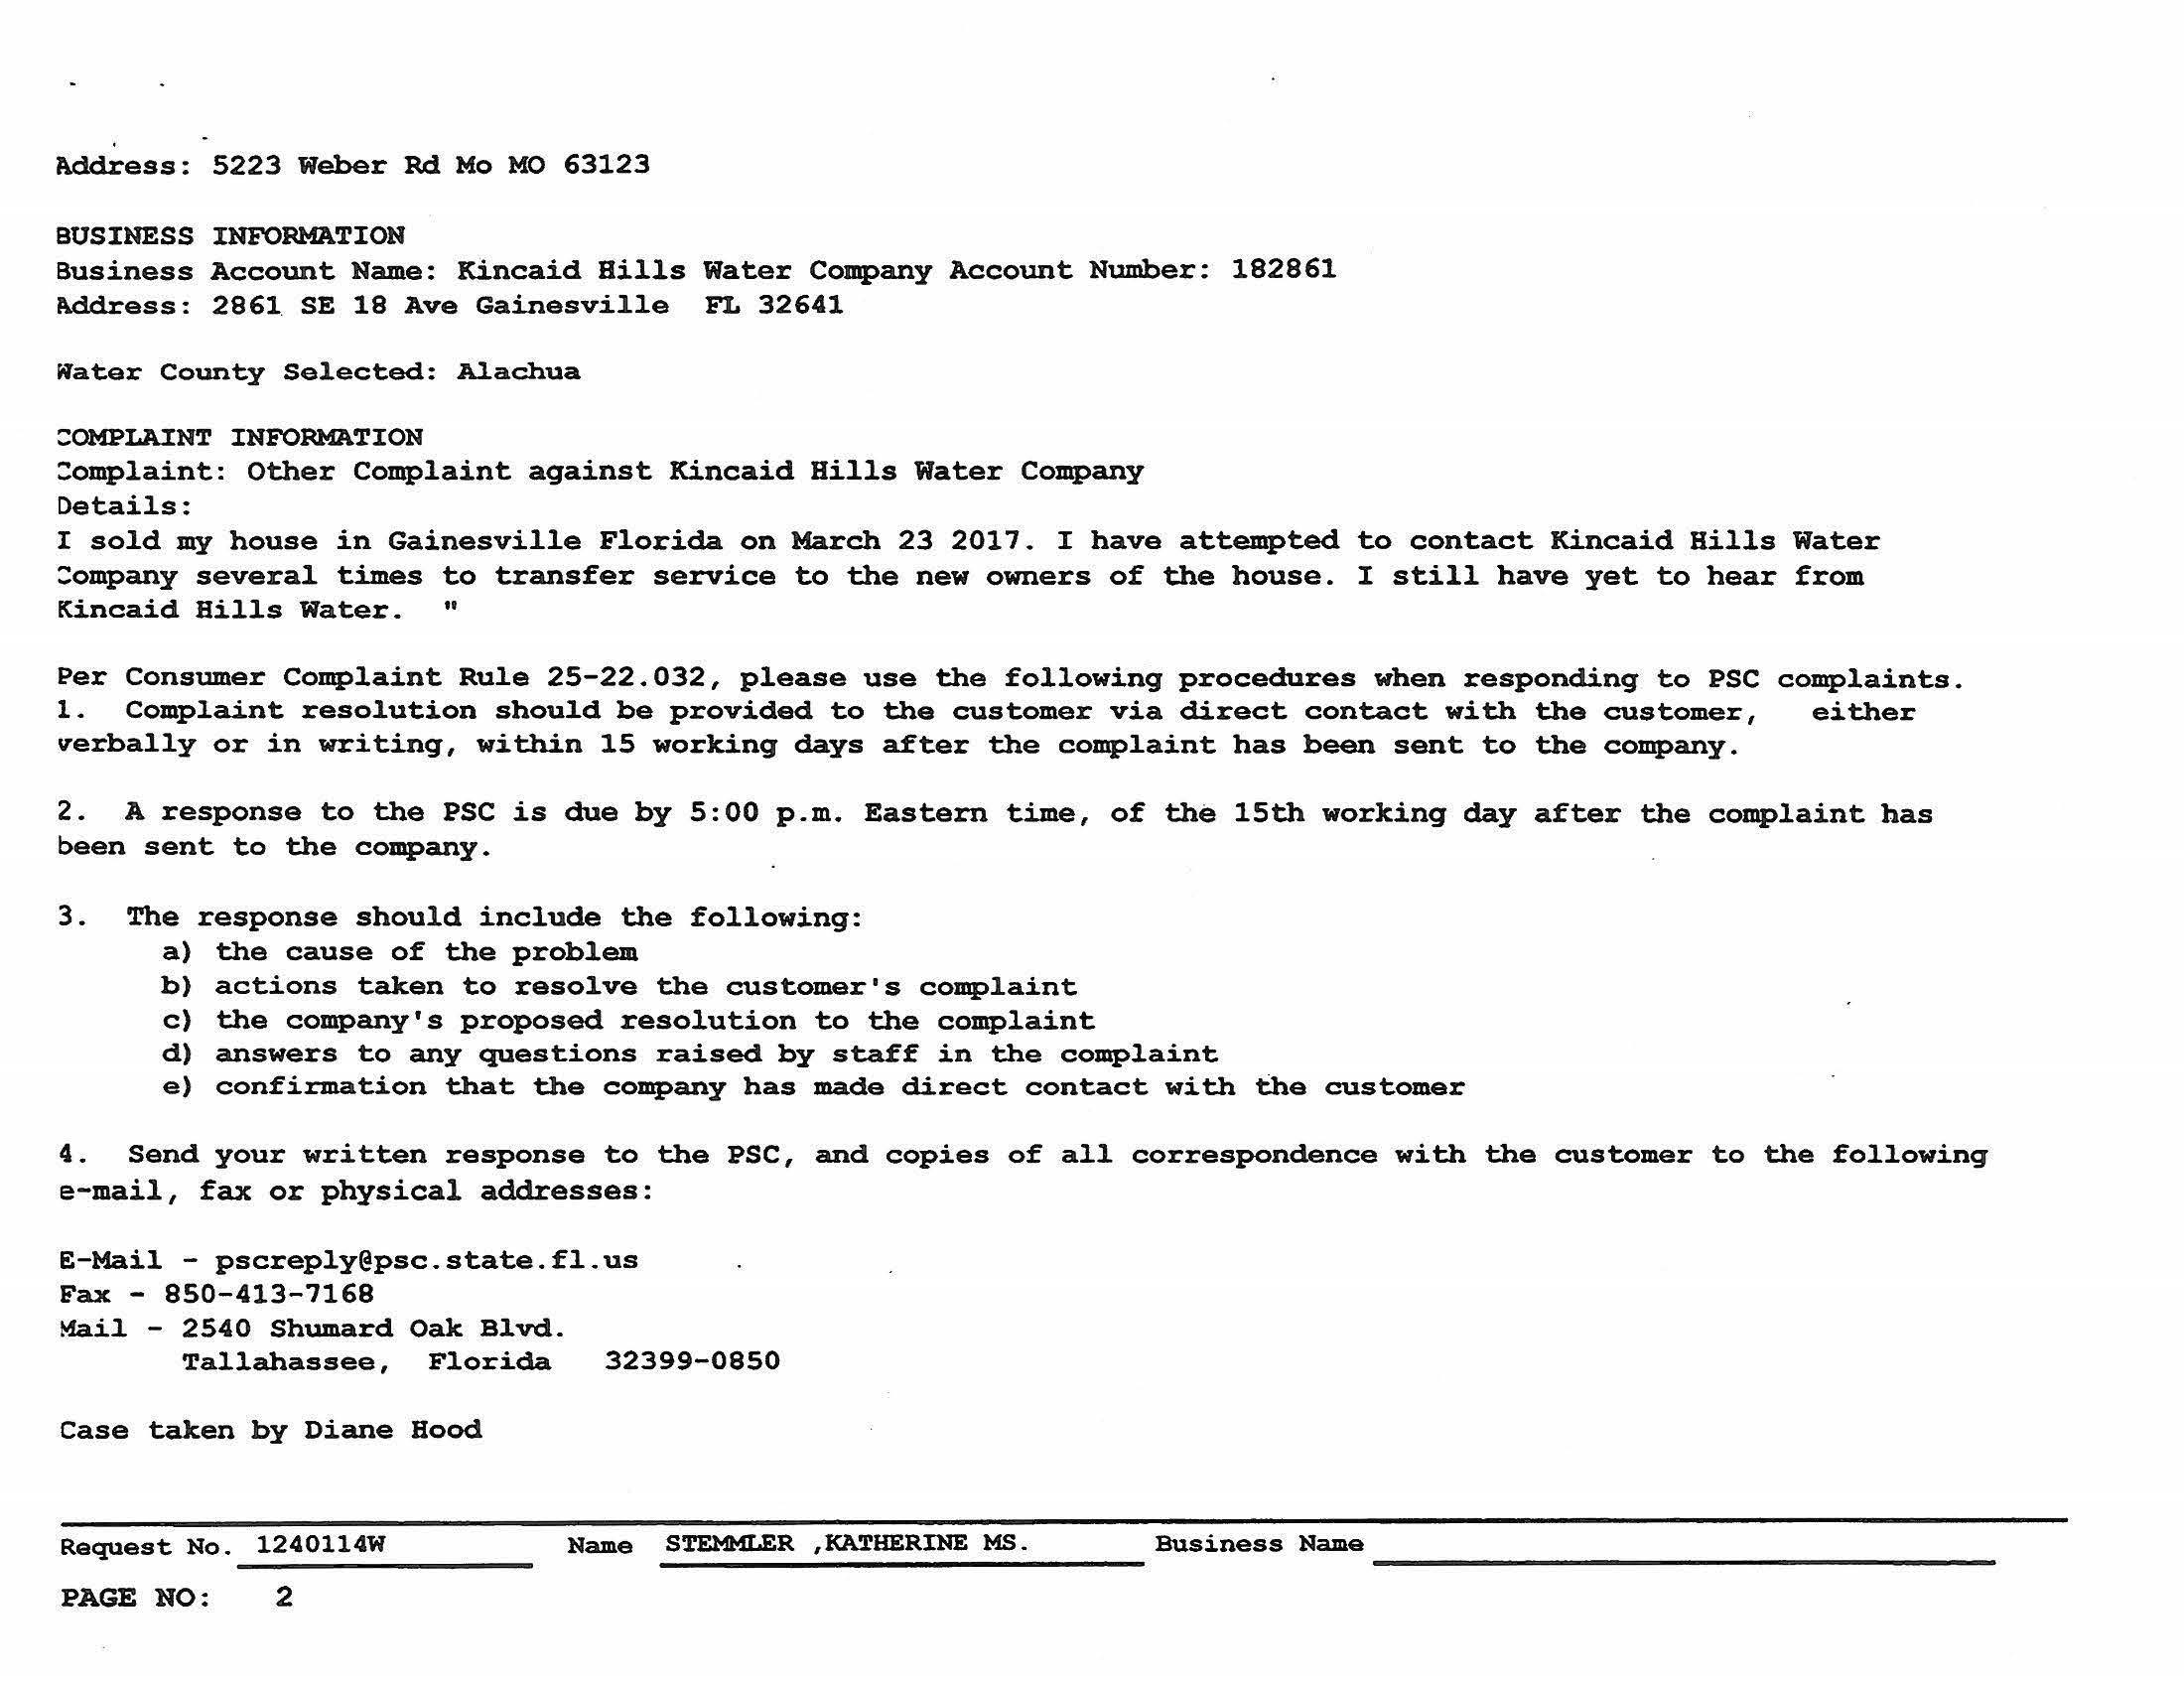 Address: 5223 Weber Rd Mo MO 63123
BUSINESS INFORMATION
Business Account Name: Kincaid Hills Water Company Account Number: 182861
Address: 2861 SE 18 Ave Gainesville  FL 32641
Water County Selected: Alachua
COMPLAINT INFORMATION
Complaint: Other Complaint against Kincaid Hills Water Company
Details:
I sold my house in Gainesville Florida on March 23 2017. I have attempted to contact Kincaid Hills Water
Company several times to transfer service to the new owners of the house. I still have yet to hear from
Kincaid Hills Water.  "
Per Consumer Complaint Rule 25-22.032, please use the following procedures when responding to PSC complaints.
1.  Complaint resolution should be provided to the customer via direct contact with the customer,   either
verbally or in writing, within 15 working days after the complaint has been sent to the company.
2.  A response to the PSC is due by 5:00 p.m. Eastern time, of the 15th working day after the complaint has
been sent to the company.
3.  The response should include the following:
a) the cause of the problem
b) actions taken to resolve the customer's complaint
c) the company's proposed resolution to the complaint
d) answers to any questions raised by staff in the complaint
e) confirmation that the company has made direct contact with the customer
4.  Send your written response to the PSC, and copies of all correspondence with the customer to the following
e-mail, fax or physical addresses:
E-Mail - pscreply@psc.state.fl.us
Fax - 850-413-7168
Mail - 2540 Shumard Oak Blvd.
Tallahassee,  Florida   32399-0850
Case taken by Diane Hood
Request No. 1240114W Name STEMMLER ,KATHERINE MS. Business Name
PAGE NO: 2